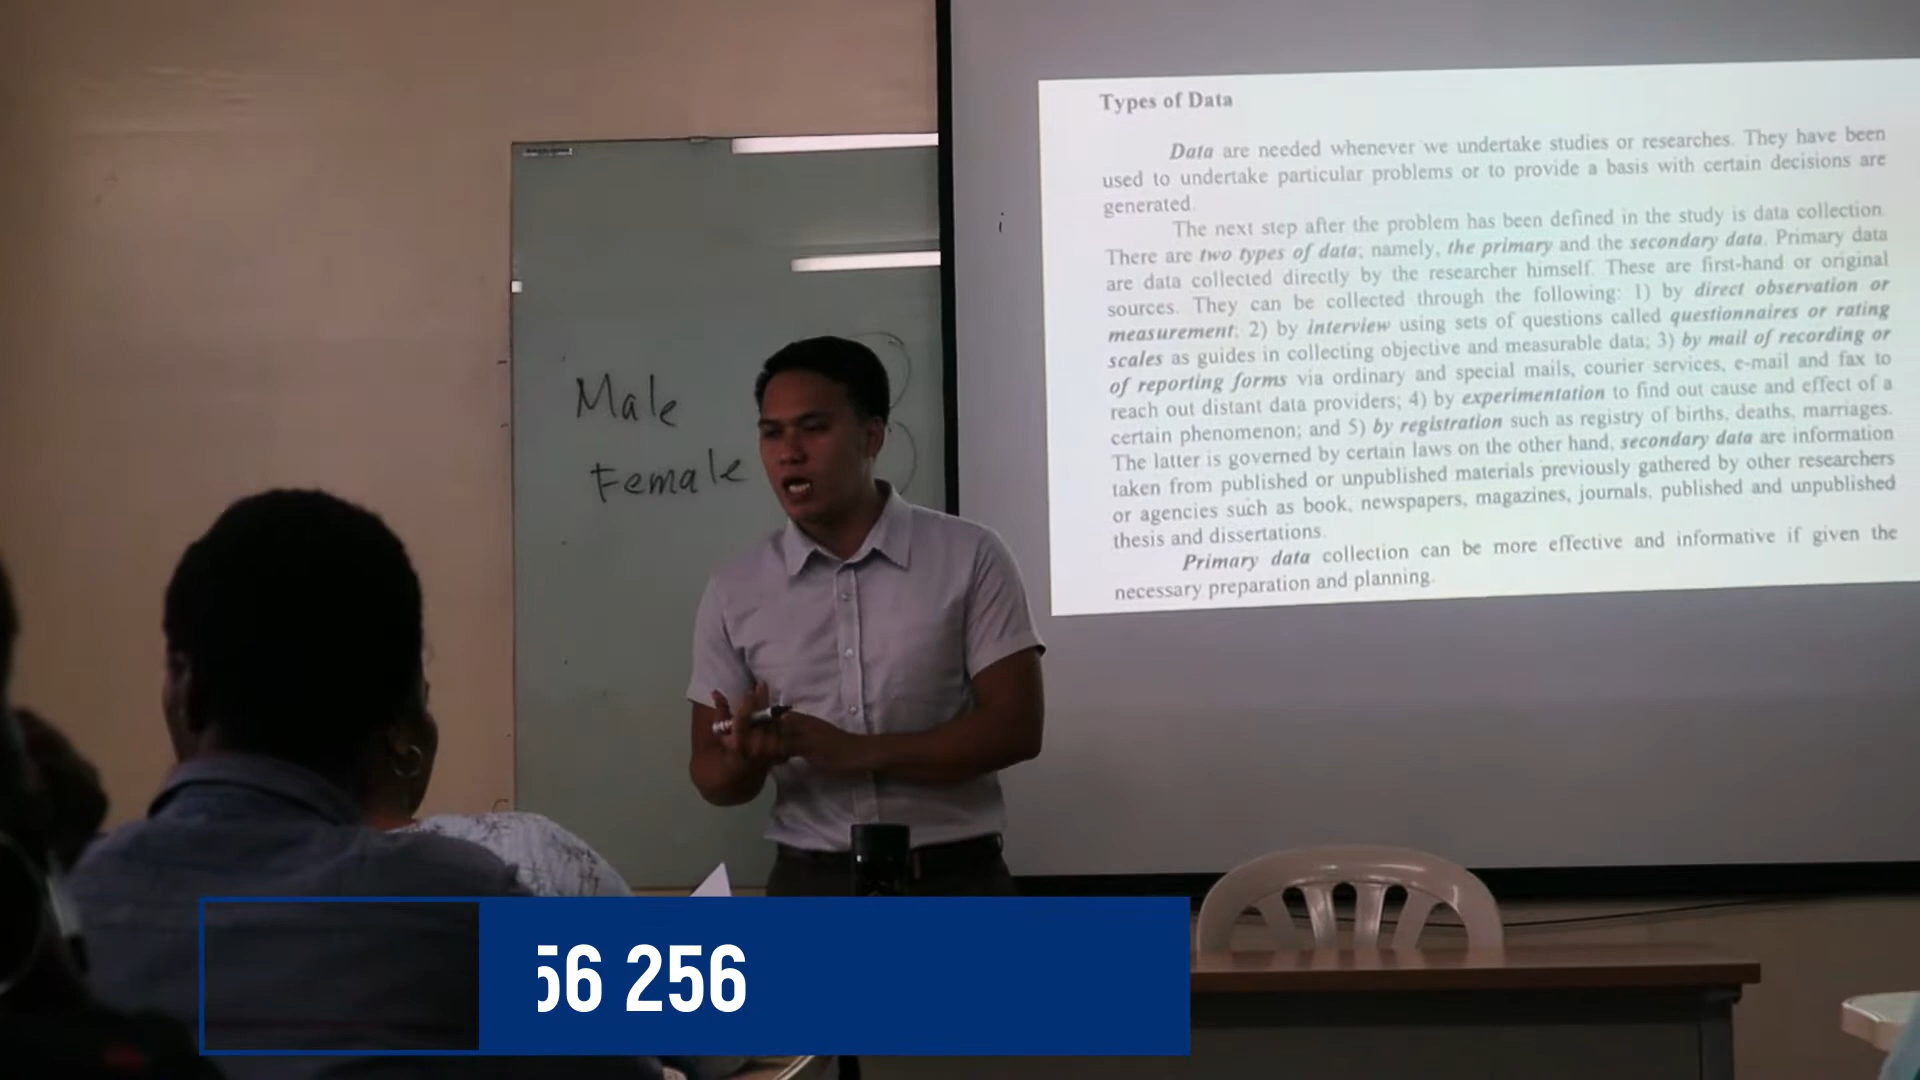 Types of Data
Data are needed whenever we undertake studies or researches. They have been
used to undertake particular problems or to provide a basis with certain decisions are
generated.
The next step after the problem has been defined in the study is data collection.
There are two types of data; namely, the primary and the secondary data. Primary data
are data collected directly by the researcher himself. These are first-hand or original
sources. They can be collected through the following: 1) by direct observation or
measurement; 2) by interview using sets of questions called questionnaires or rating
scales as guides in collecting objective and measurable data; 3) by mail of recording or
of reporting forms via ordinary and special mails, courier services, e-mail and fax to
reach out distant data providers; 4) by experimentation to find out cause and effect of a
certain phenomenon; and 5) by registration such as registry of births, deaths, marriages.
The latter is governed by certain laws on the other hand, secondary data are information
taken from published or unpublished materials previously gathered by other researchers
or agencies such as book, newspapers, magazines, journals, published and unpublished
thesis and dissertations.
Primary data collection can be more effective and informative if given the
necessary preparation and planning.
Male
Female
56 256